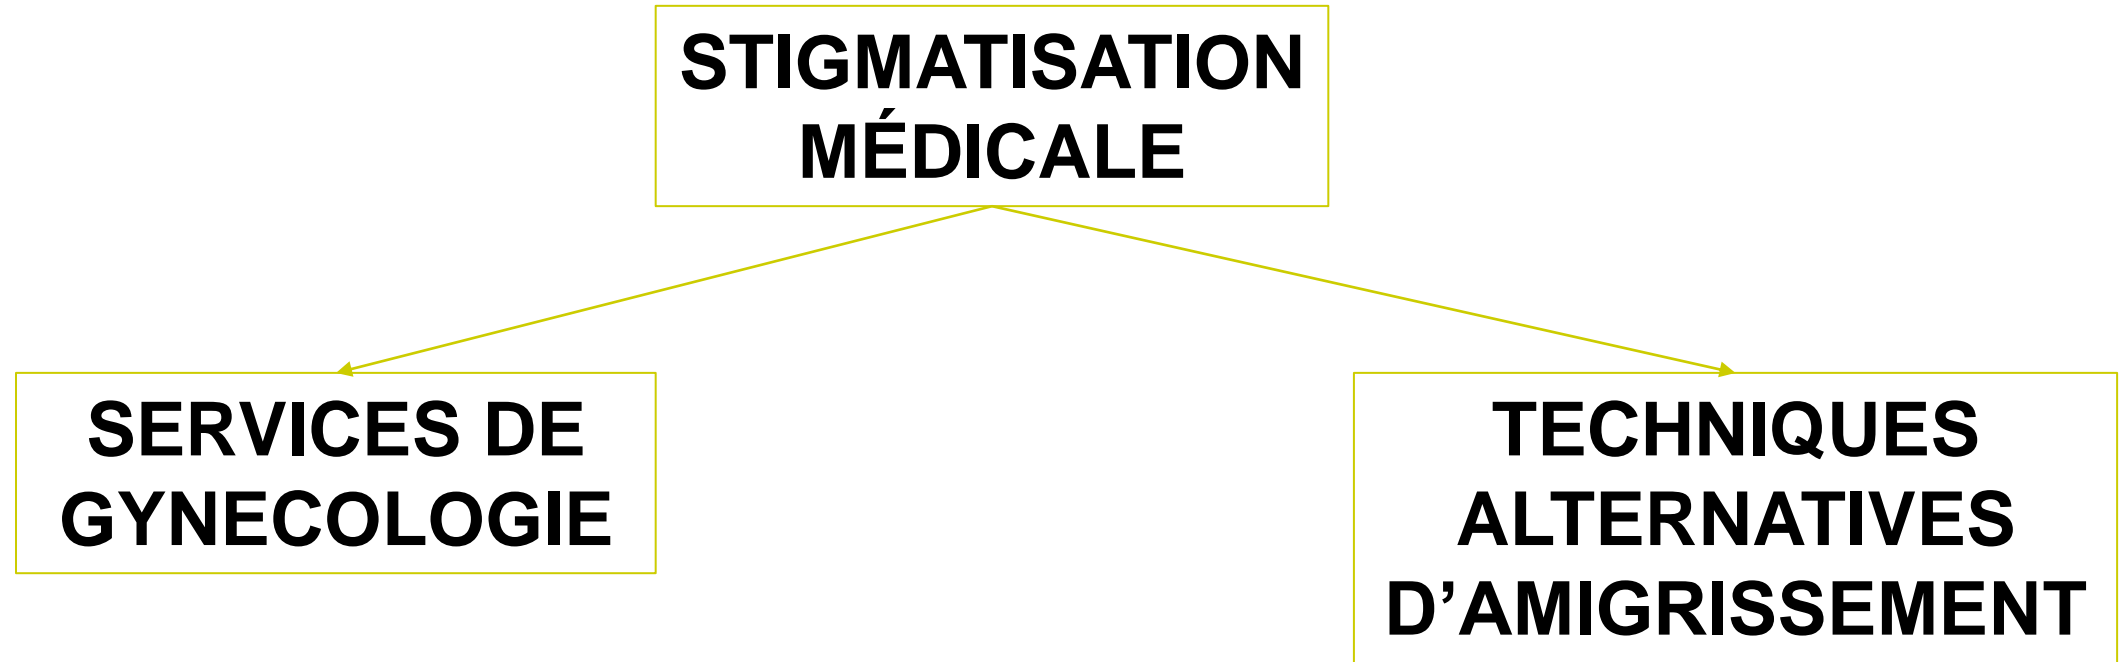 STIGMATISATION
MÉDICALE
SERVICES DE
GYNECOLOGIE
TECHNIQUES
ALTERNATIVES
D’AMIGRISSEMENT